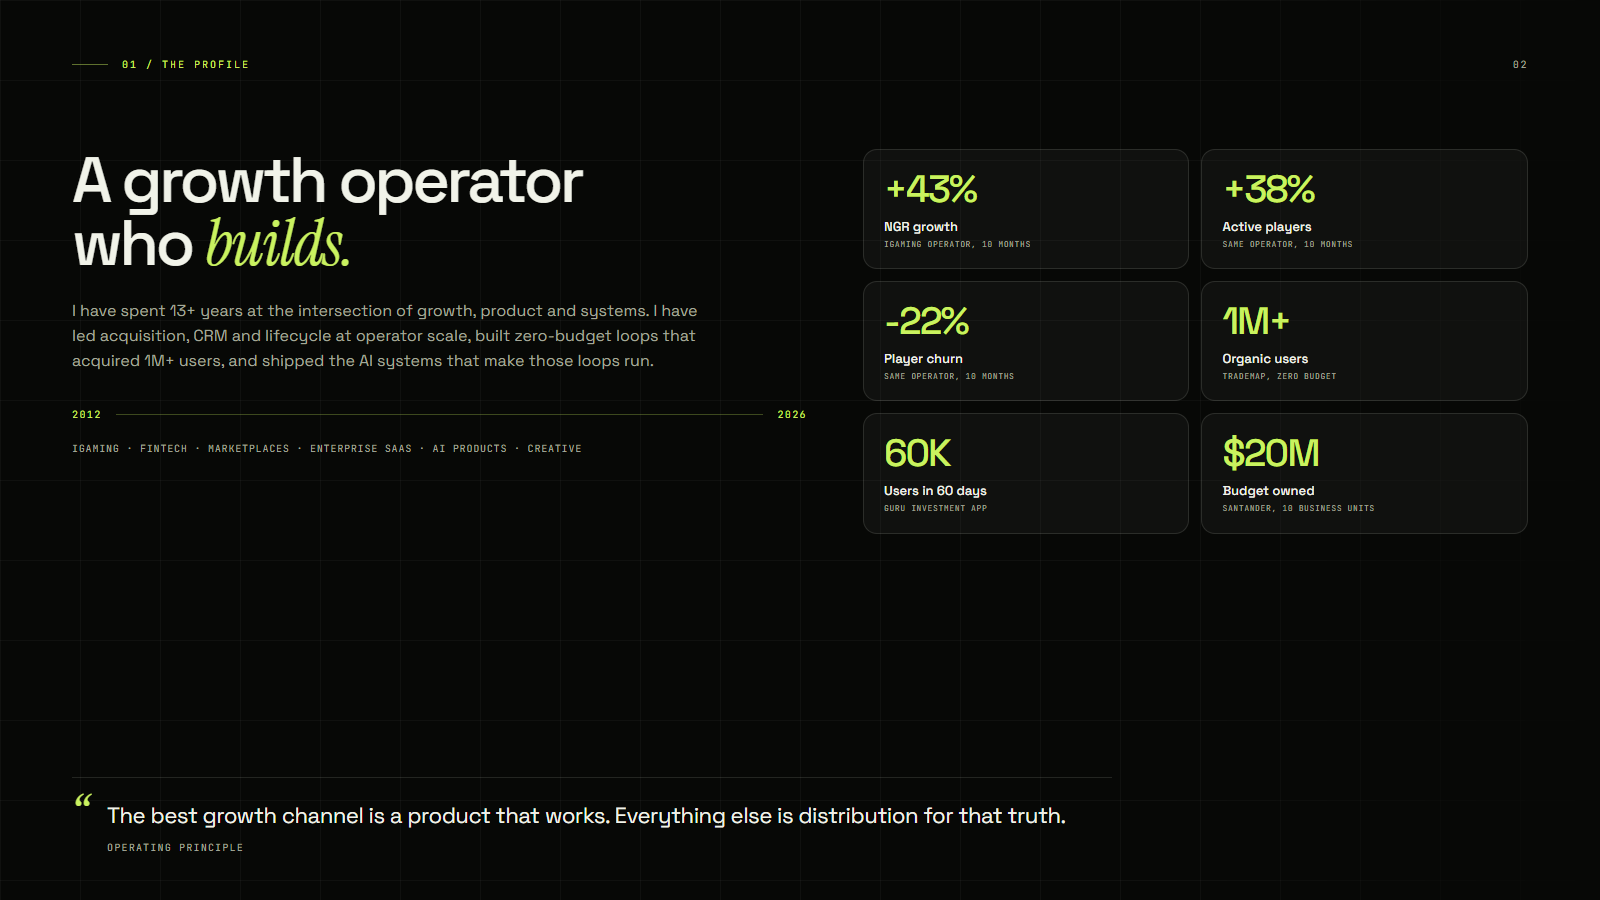 01 / THE PROFILE
02
A growth operator
who builds.
I have spent 13+ years at the intersection of growth, product and systems. I have
led acquisition, CRM and lifecycle at operator scale, built zero-budget loops that
acquired 1M+ users, and shipped the AI systems that make those loops run.
2012
2026
IGAMING · FINTECH · MARKETPLACES · ENTERPRISE SAAS · AI PRODUCTS · CREATIVE
+43%
NGR growth
IGAMING OPERATOR, 10 MONTHS
+38%
Active players
SAME OPERATOR, 10 MONTHS
-22%
Player churn
SAME OPERATOR, 10 MONTHS
1M+
Organic users
TRADEMAP, ZERO BUDGET
60K
Users in 60 days
GURU INVESTMENT APP
$20M
Budget owned
SANTANDER, 10 BUSINESS UNITS
“
The best growth channel is a product that works. Everything else is distribution for that truth.
OPERATING PRINCIPLE